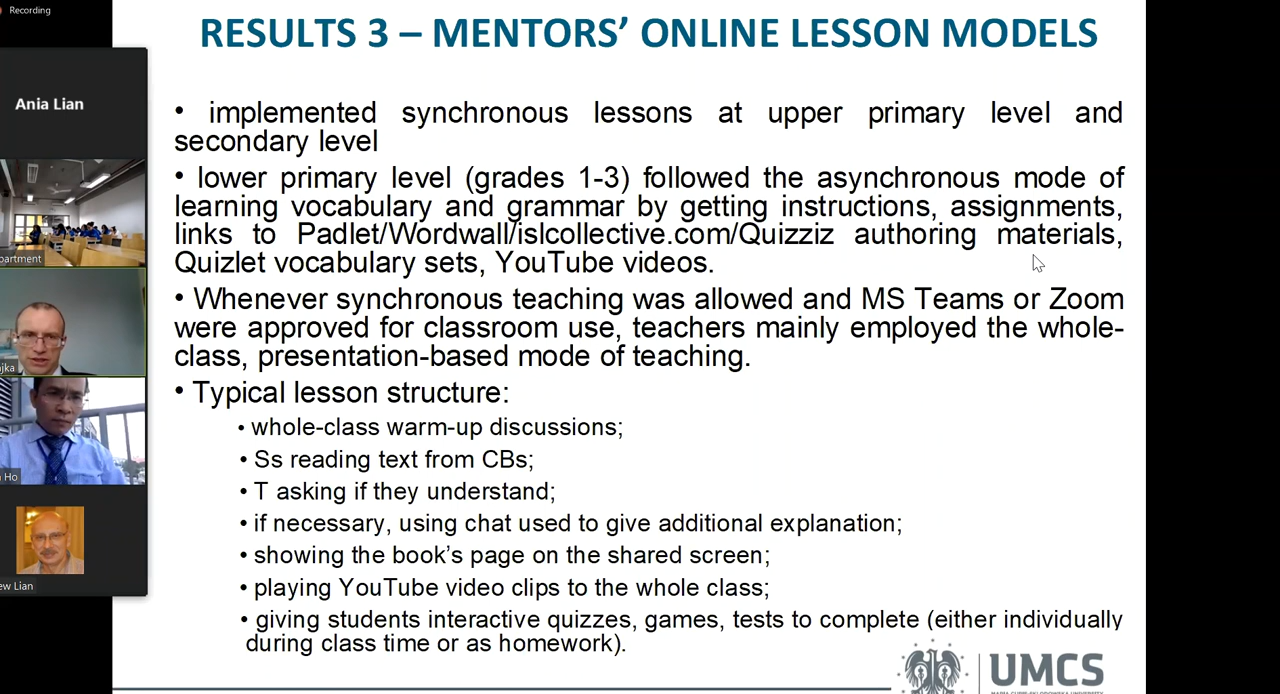 Recording
RESULTS 3 – MENTORS’ ONLINE LESSON MODELS
Ania Lian
partment
ajka
Ho
ew Lian
• implemented synchronous lessons at upper primary level and
secondary level
• lower primary level (grades 1-3) followed the asynchronous mode of
learning vocabulary and grammar by getting instructions, assignments,
links to Padlet/Wordwall/islcollective.com/Quizziz authoring materials,
Quizlet vocabulary sets, YouTube videos.
• Whenever synchronous teaching was allowed and MS Teams or Zoom
were approved for classroom use, teachers mainly employed the whole-
class, presentation-based mode of teaching.
• Typical lesson structure:
• whole-class warm-up discussions;
• Ss reading text from CBs;
• T asking if they understand;
• if necessary, using chat used to give additional explanation;
• showing the book’s page on the shared screen;
• playing YouTube video clips to the whole class;
• giving students interactive quizzes, games, tests to complete (either individually
during class time or as homework).
UMCS